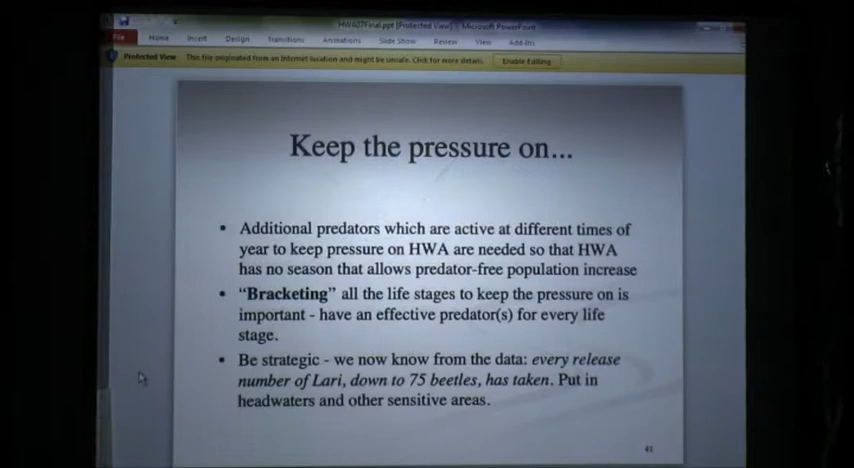 HWA07Final.ppt [Protected View] - Microsoft PowerPoint
File Home Insert Design Transitions Animations Slide Show Review View Add-Ins
Protected View This file originated from an Internet location and might be unsafe. Click for more details. Enable Editing
Keep the pressure on...
• Additional predators which are active at different times of
year to keep pressure on HWA are needed so that HWA
has no season that allows predator-free population increase
• “Bracketing” all the life stages to keep the pressure on is
important - have an effective predator(s) for every life
stage.
• Be strategic - we now know from the data: every release
number of Lari, down to 75 beetles, has taken. Put in
headwaters and other sensitive areas.
41